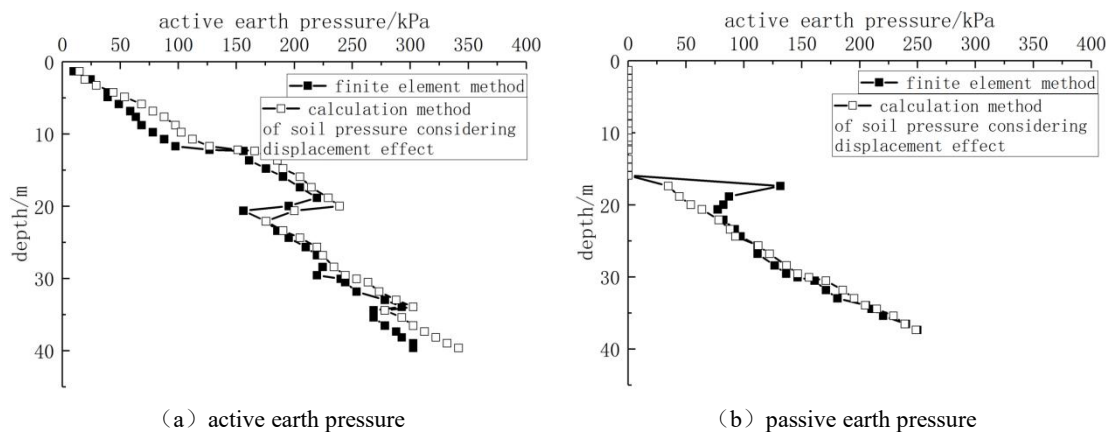 active earth pressure/kPa
0 50 100 150 200 250 300 350 400
0
10
20
30
40
depth/m
finite element method
calculation method
of soil pressure considering
displacement effect
（a）active earth pressure
active earth pressure/kPa
0 50 100 150 200 250 300 350 400
0
10
20
30
40
depth/m
finite element method
calculation method
of soil pressure considering
displacement effect
（b）passive earth pressure